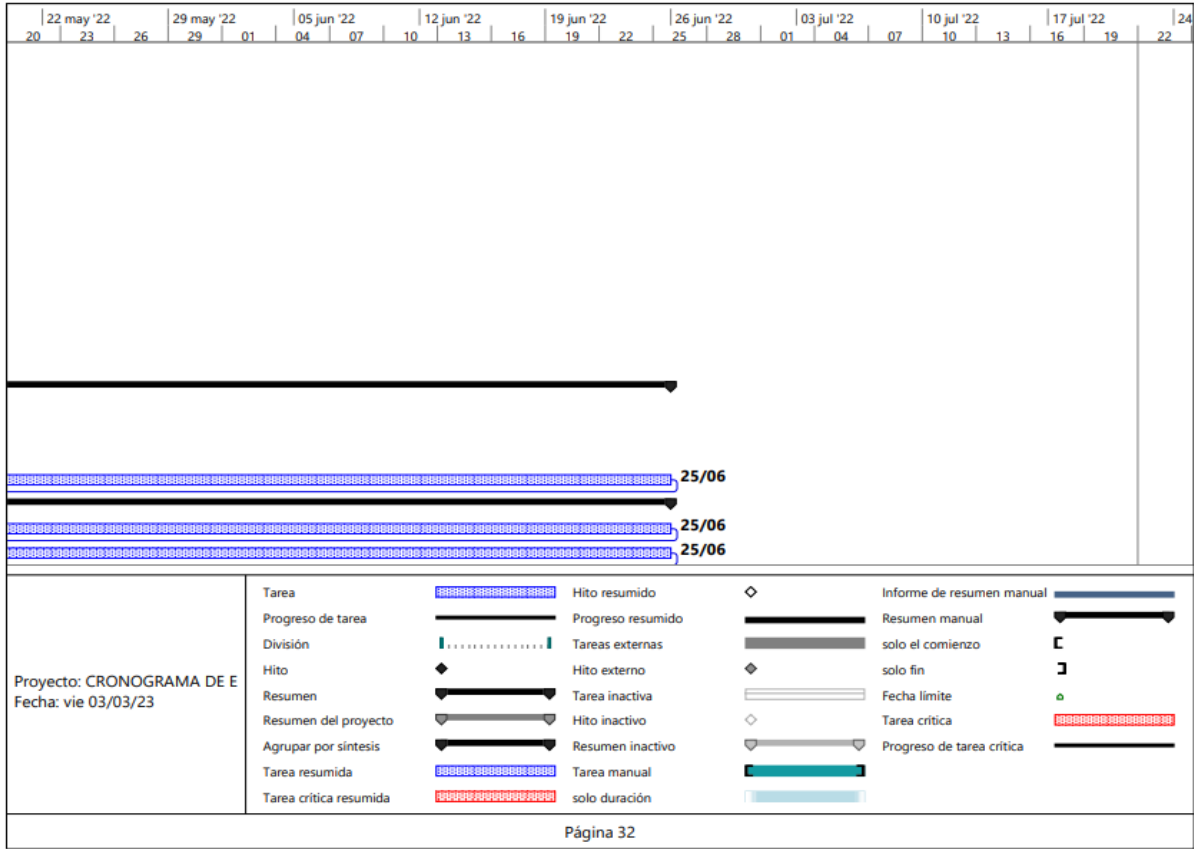 22 may '22 29 may '22 05 jun '22 12 jun '22 19 jun '22 26 jun '22 03 jul '22 10 jul '22 17 jul '22 24
20 23 26 29 01 04 07 10 13 16 19 22 25 28 01 04 07 10 13 16 19 22
25/06
25/06
25/06
Proyecto: CRONOGRAMA DE E
Fecha: vie 03/03/23
Tarea
Progreso de tarea
División
Hito
Resumen
Resumen del proyecto
Agrupar por síntesis
Tarea resumida
Tarea crítica resumida
Hito resumido
Progreso resumido
Tareas externas
Hito externo
Tarea inactiva
Hito inactivo
Resumen inactivo
Tarea manual
solo duración
Informe de resumen manual
Resumen manual
solo el comienzo
solo fin
Fecha límite
Tarea crítica
Progreso de tarea crítica
Página 32